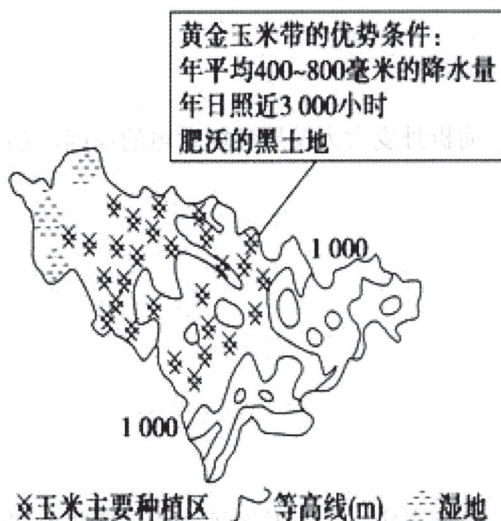 黄金玉米带的优势条件：
年平均400~800毫米的降水量
年日照近3 000小时
肥沃的黑土地
1 000
1 000
玉米主要种植区 等高线(m) 湿地